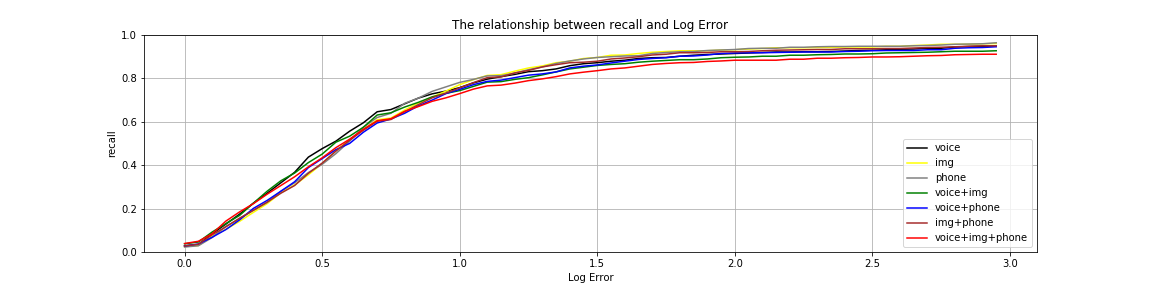 The relationship between recall and Log Error
1.0
0.8
0.6
0.4
0.2
0.0
recall
voice
img
phone
voice+img
voice+phone
img+phone
voice+img+phone
0.0 0.5 1.0 1.5 2.0 2.5 3.0
Log Error